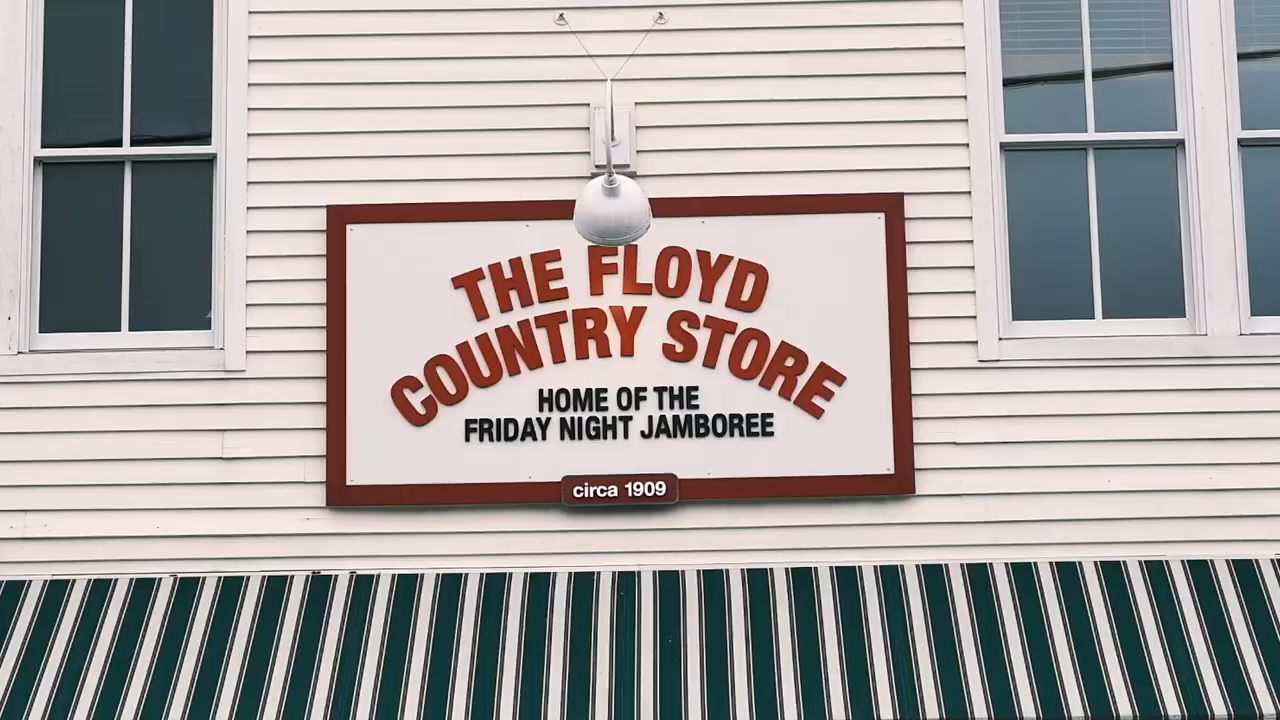 THE FLOYD
COUNTRY STORE
HOME OF THE
FRIDAY NIGHT JAMBOREE
circa 1909